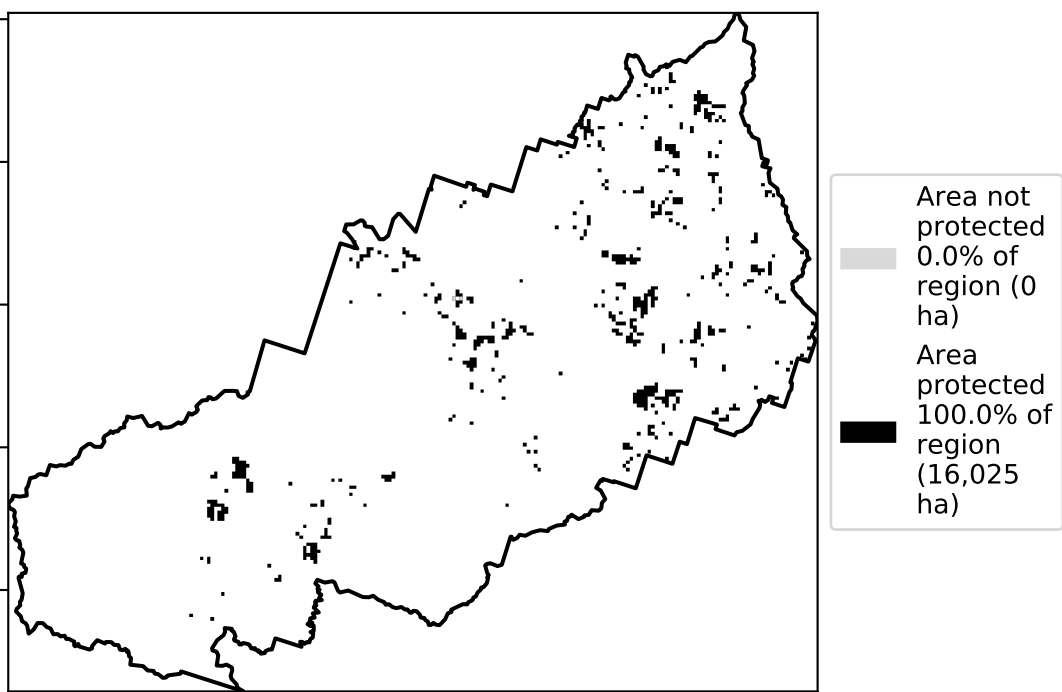 Area not
protected
0.0% of
region (0
ha)
Area
protected
100.0% of
region
(16,025
ha)